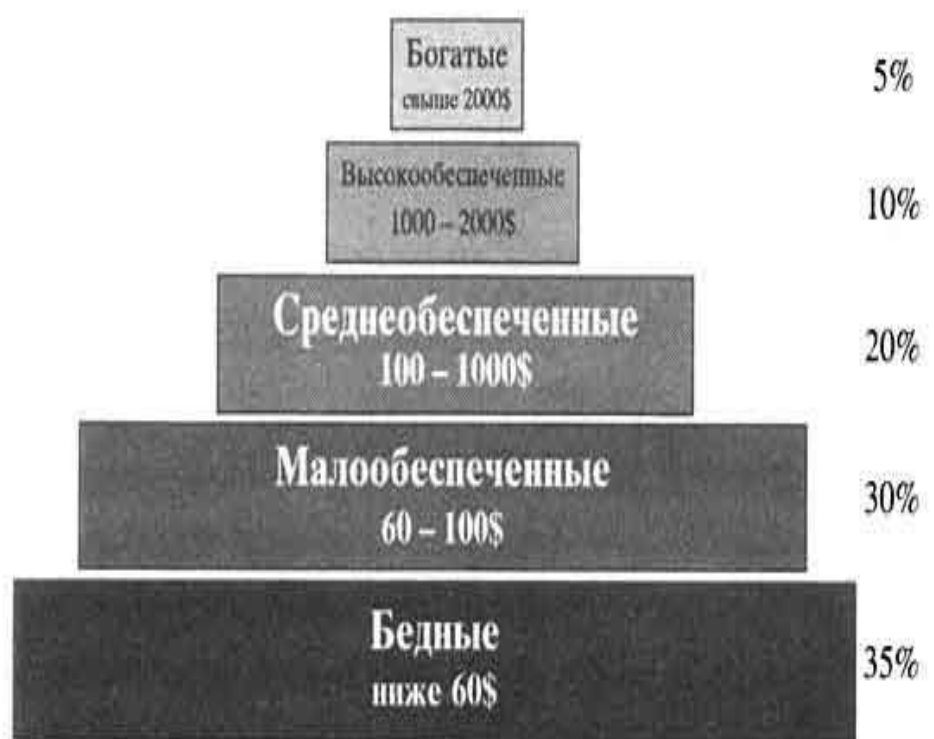 Богатые
свыше 2000$
5%
Высокообеспеченные
1000 – 2000$
10%
Среднеобеспеченные
100 – 1000$
20%
Малообеспеченные
60 – 100$
30%
Бедные
ниже 60$
35%